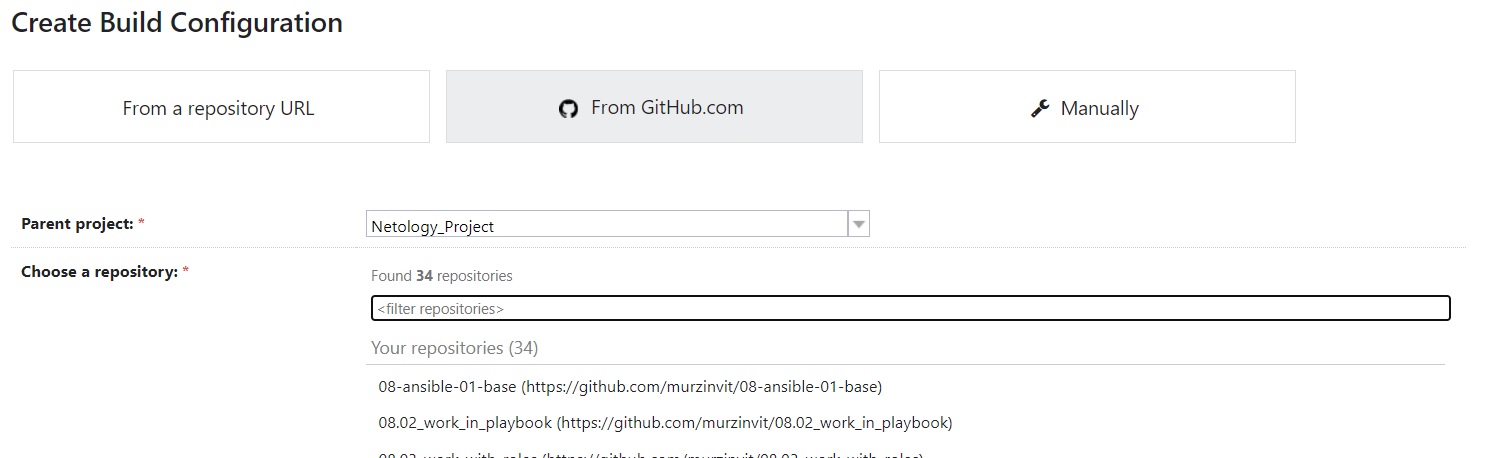 Create Build Configuration
From a repository URL
From GitHub.com
Manually
Parent project: *
Netology_Project
Choose a repository: *
Found 34 repositories
<filter repositories>
Your repositories (34)
08-ansible-01-base (https://github.com/murzinvit/08-ansible-01-base)
08.02_work_in_playbook (https://github.com/murzinvit/08.02_work_in_playbook)